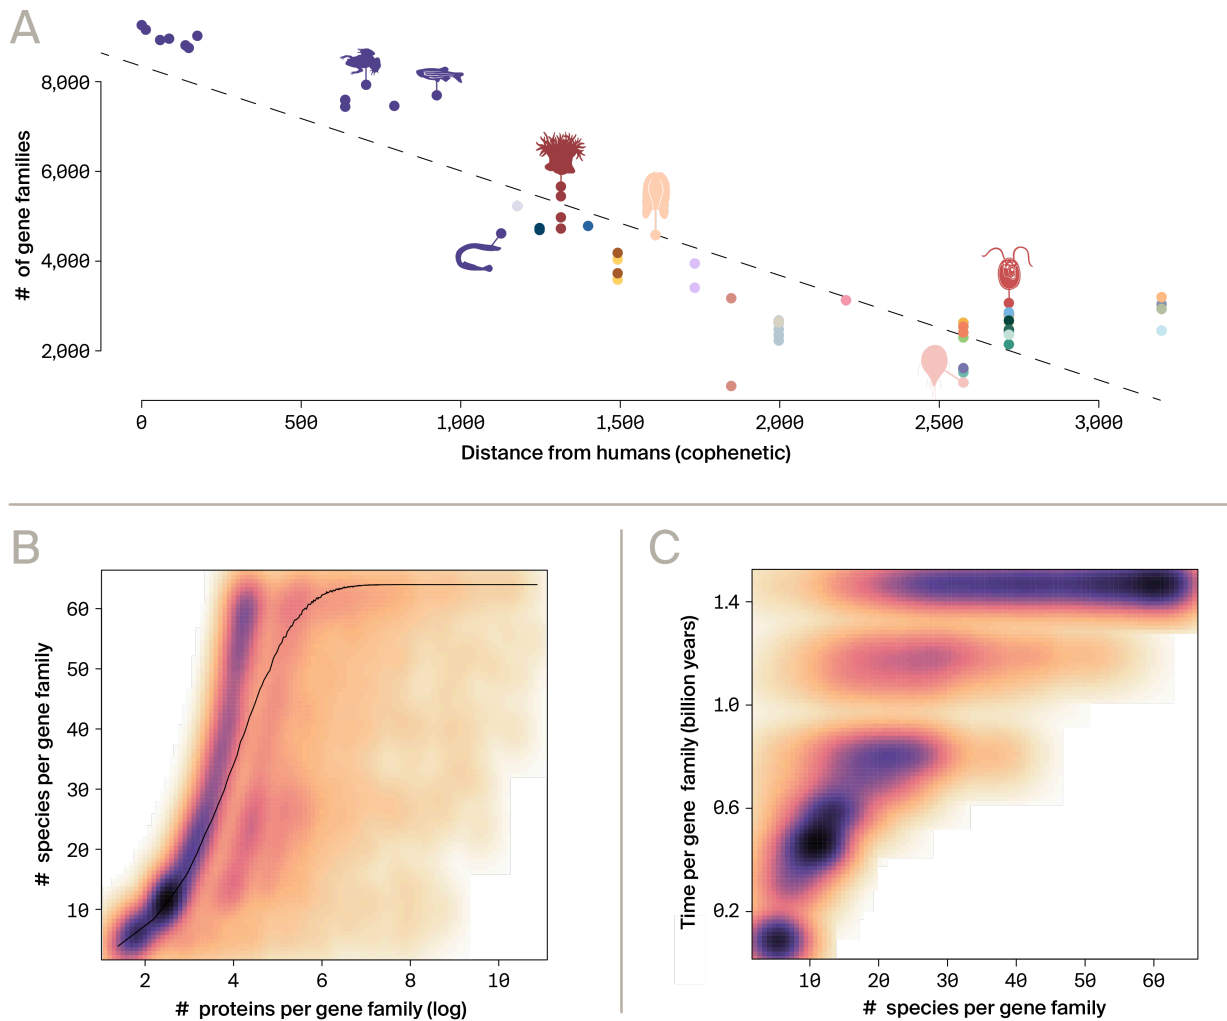 A
8,000
6,000
4,000
2,000
# of gene families
0 500 1,000 1,500 2,000 2,500 3,000
Distance from humans (cophenetic)
B
60
50
40
30
20
10
# species per gene family
2 4 6 8 10
# proteins per gene family (log)
C
1.4
1.0
0.6
0.2
Time per gene family (billion years)
10 20 30 40 50 60
# species per gene family